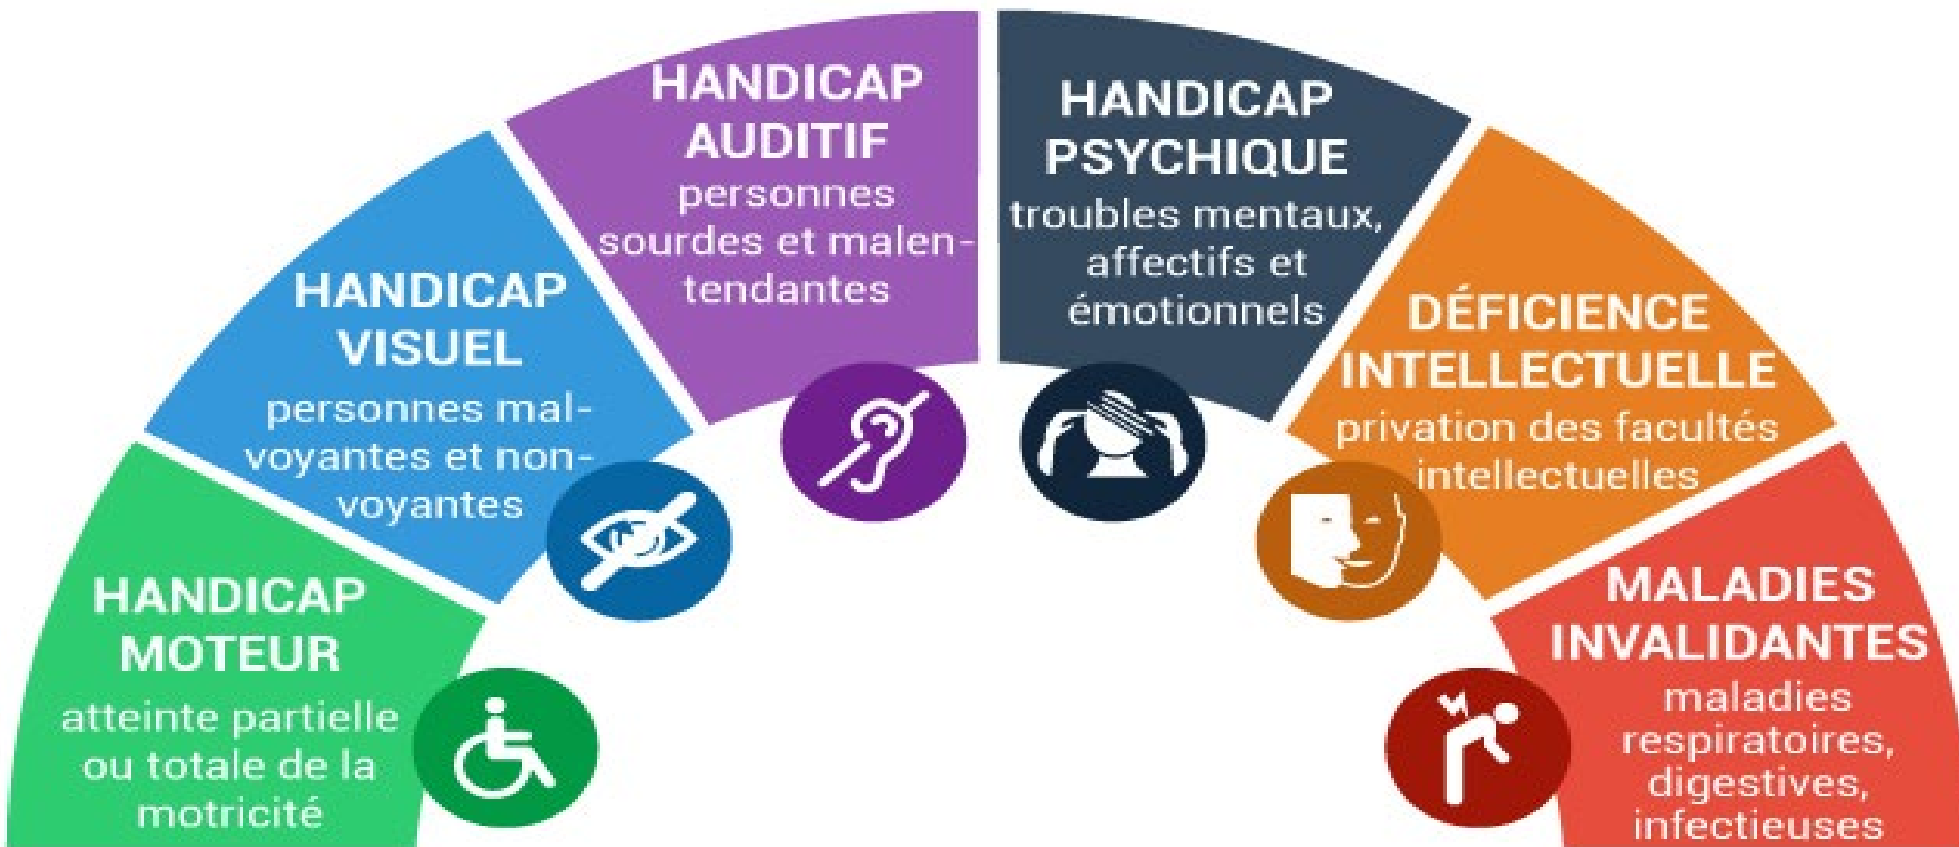 HANDICAP
MOTEUR
atteinte partielle
ou totale de la
motricité
HANDICAP
VISUEL
personnes mal-
voyantes et non-
voyantes
HANDICAP
AUDITIF
personnes
sourdes et malen-
tendantes
HANDICAP
PSYCHIQUE
troubles mentaux,
affectifs et
émotionnels
DÉFICIENCE
INTELLECTUELLE
privation des facultés
intellectuelles
MALADIES
INVALIDANTES
maladies
respiratoires,
digestives,
infectieuses